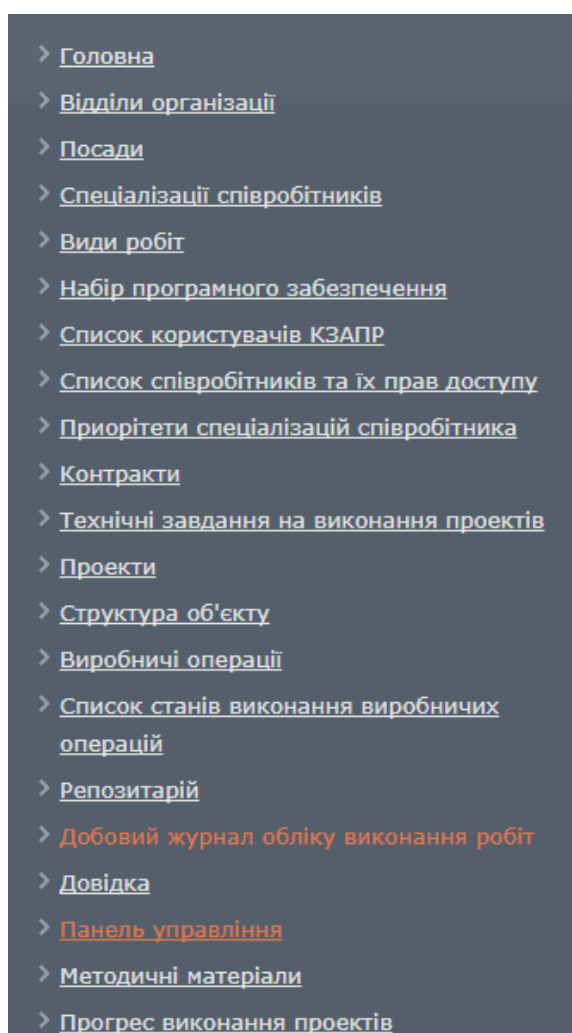 Головна
Відділи організації
Посади
Спеціалізації співробітників
Види робіт
Набір програмного забезпечення
Список користувачів КЗАПР
Список співробітників та їх прав доступу
Приорітети спеціалізацій співробітника
Контракти
Технічні завдання на виконання проектів
Проекти
Структура об'єкту
Виробничі операції
Список станів виконання виробничих
операцій
Репозитарій
Добовий журнал обліку виконання робіт
Довідка
Панель управління
Методичні матеріали
Прогрес виконання проектів